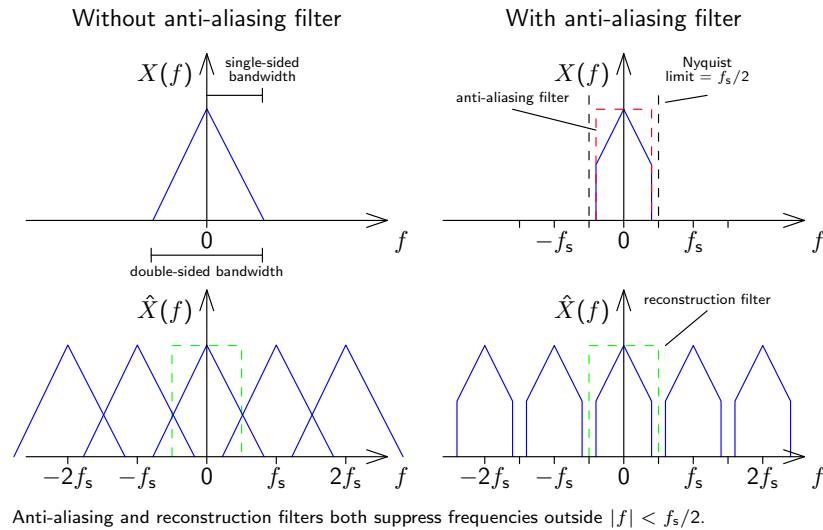 Without anti-aliasing filter
With anti-aliasing filter
X(f)
single-sided
bandwidth
0
f
double-sided bandwidth
X(f)
Nyquist
limit = fₛ/2
anti-aliasing filter
−fₛ
0
fₛ
f
X̂(f)
−2fₛ
−fₛ
0
fₛ
2fₛ
f
X̂(f)
reconstruction filter
−2fₛ
−fₛ
0
fₛ
2fₛ
f
Anti-aliasing and reconstruction filters both suppress frequencies outside |f| < fₛ/2.